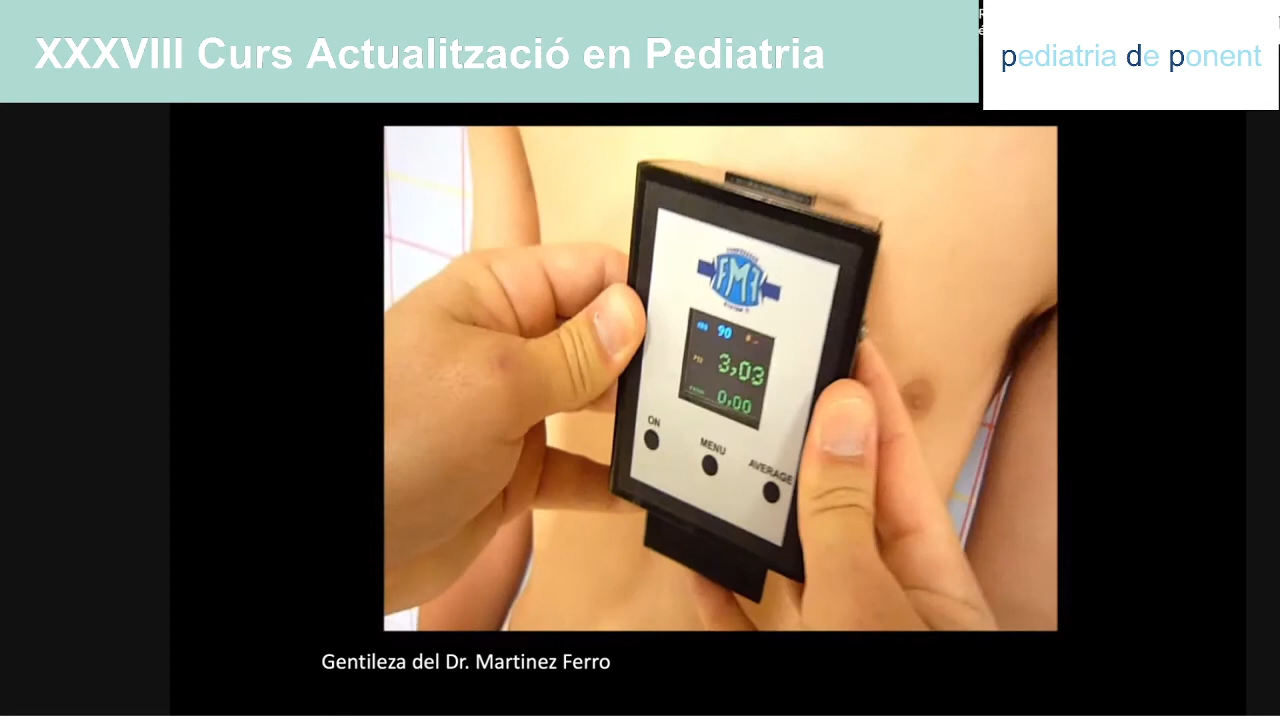 XXXVIII Curs Actualització en Pediatria
pediatria de ponent
FMF
90
PSI
3,03
0,00
ON
MENU
AVERAGE
Gentileza del Dr. Martinez Ferro